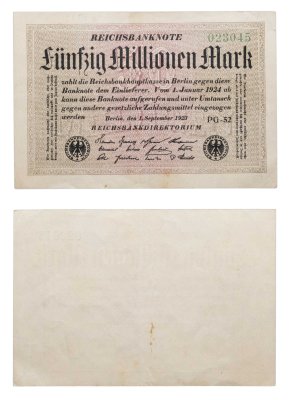 REICHSBANKNOTE
023045
Fünfzig Millionen Mark
zahlt die Reichsbankhauptkasse in Berlin gegen diese
Banknote dem Einlieferer. Vom 1. Januar 1924 ab
kann diese Banknote aufgerufen und unter Umtausch
gegen andere gesetzliche Zahlungsmittel eingezogen
werden
Berlin, den 1. September 1923
PG-52
REICHSBANKDIREKTORIUM